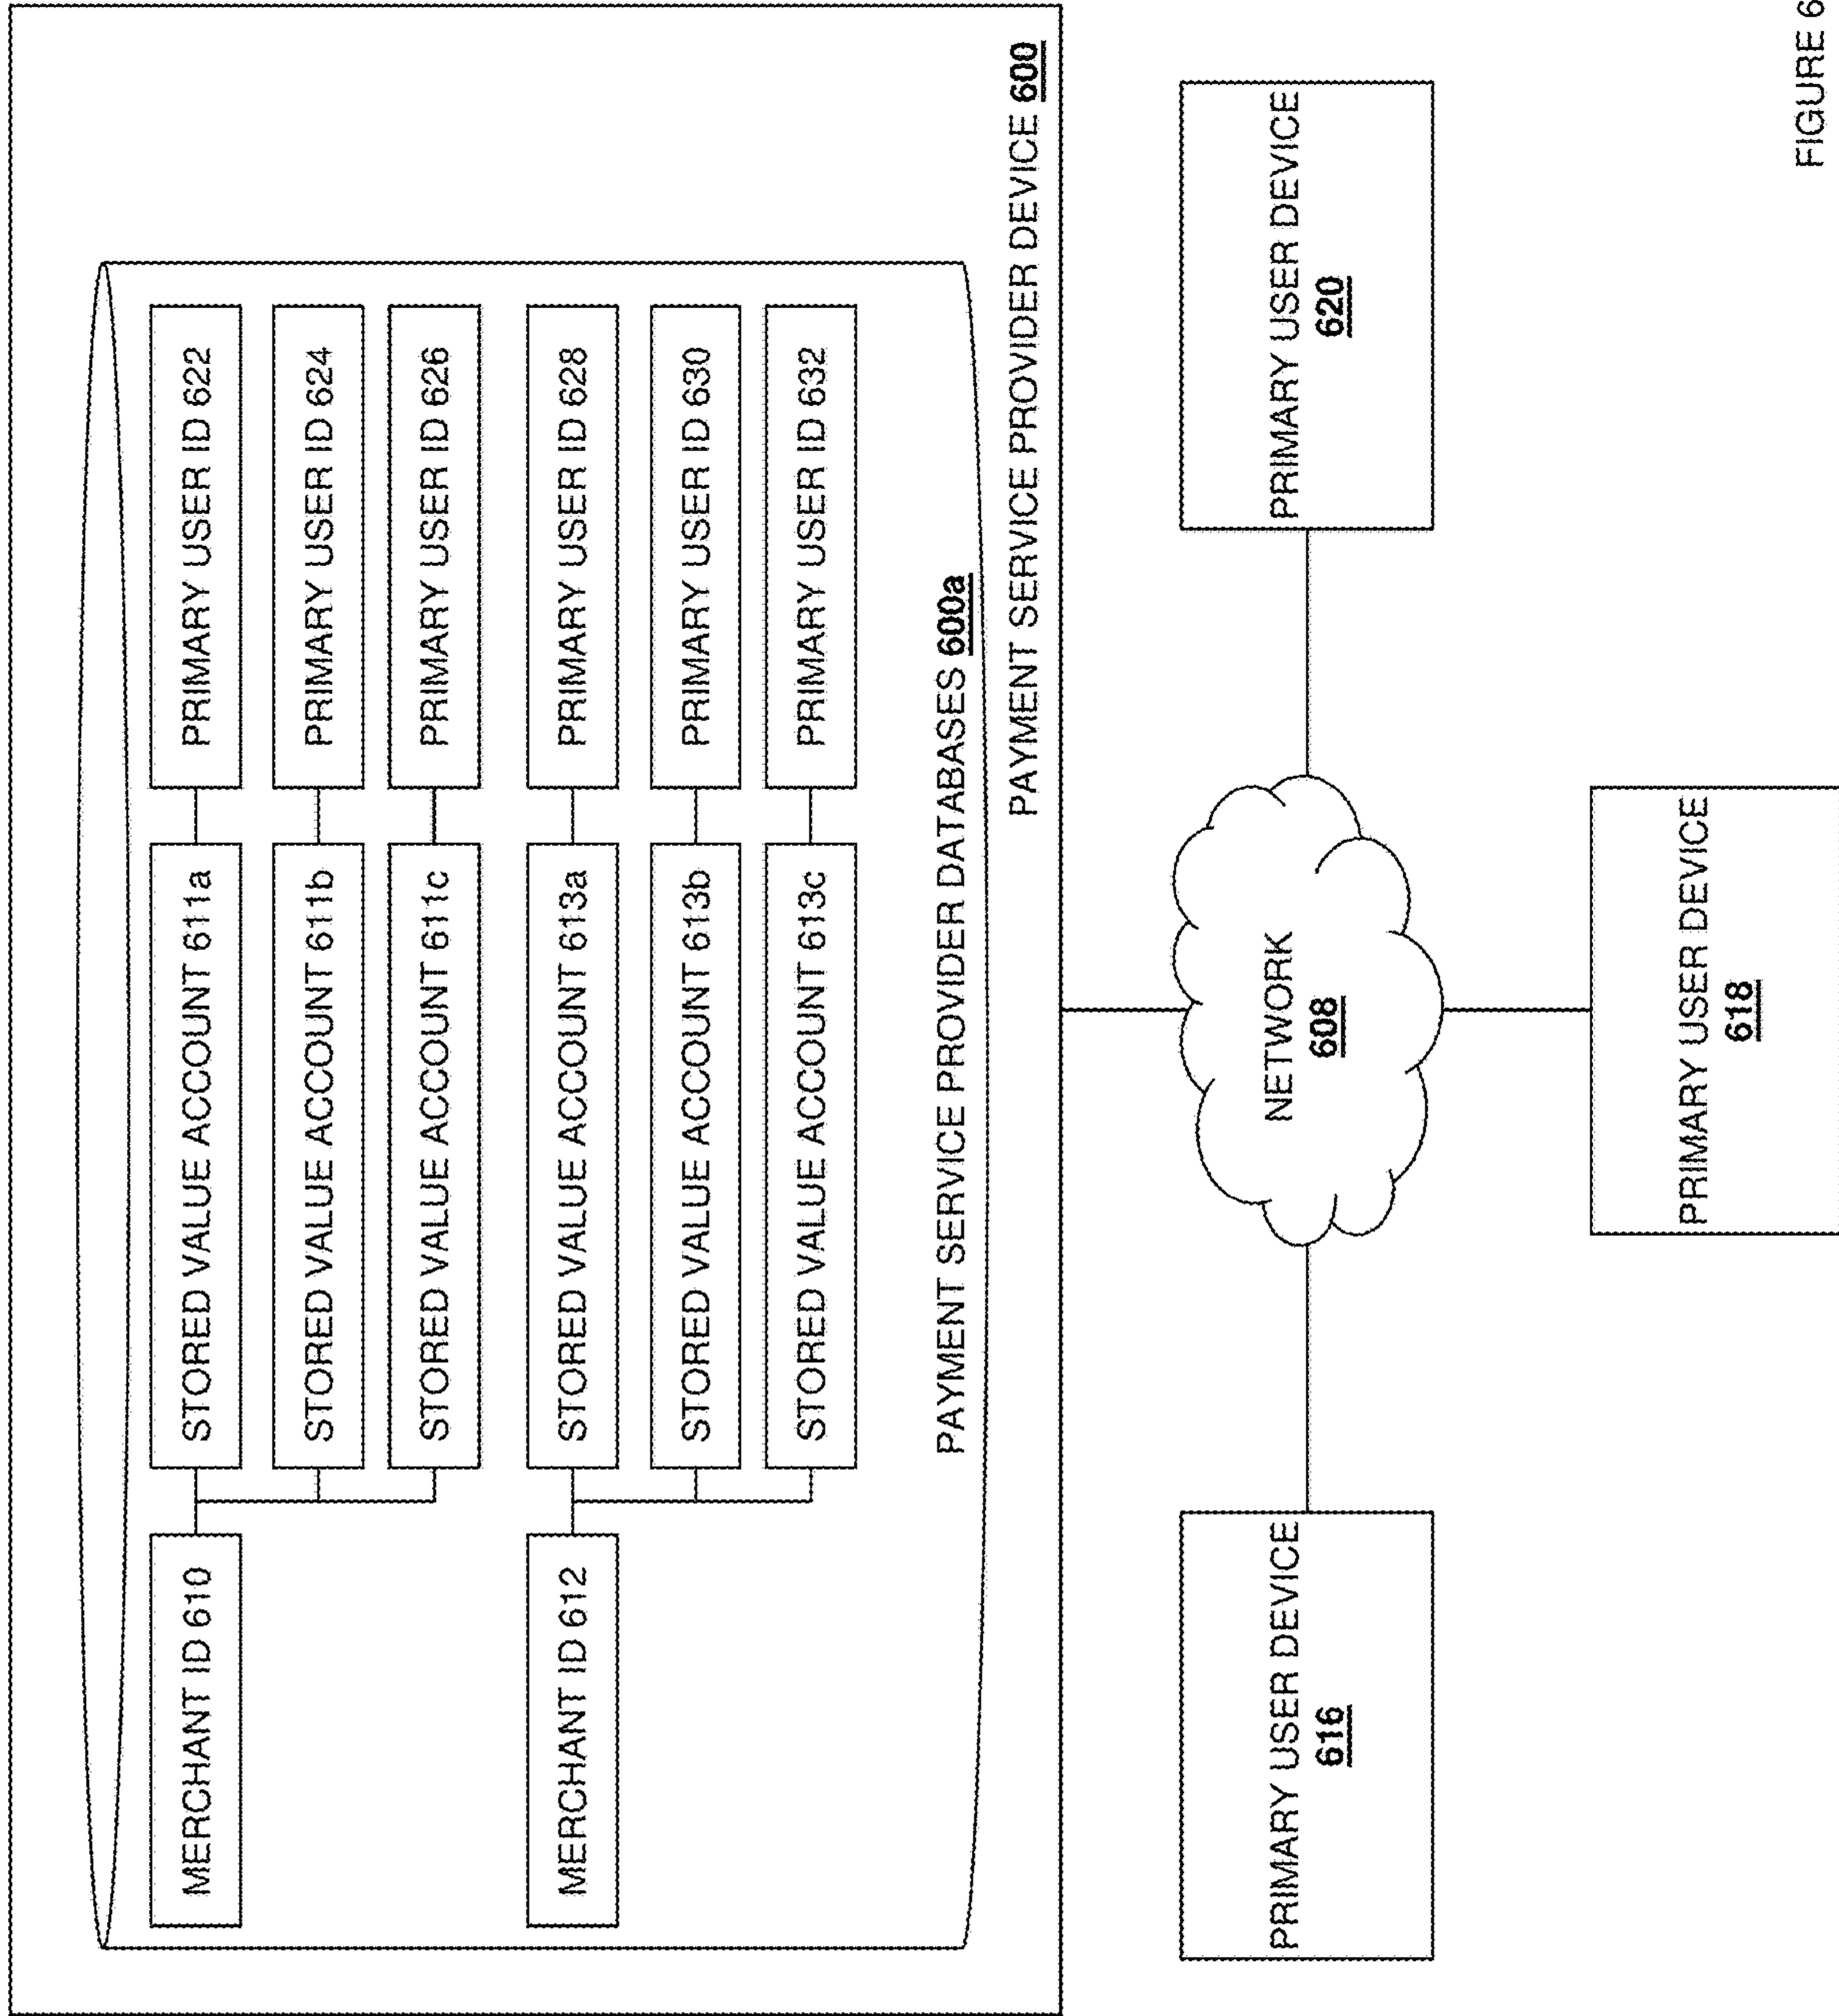 MERCHANT ID 610
STORED VALUE ACCOUNT 611a
PRIMARY USER ID 622
STORED VALUE ACCOUNT 611b
PRIMARY USER ID 624
STORED VALUE ACCOUNT 611c
PRIMARY USER ID 626
MERCHANT ID 612
STORED VALUE ACCOUNT 613a
PRIMARY USER ID 628
STORED VALUE ACCOUNT 613b
PRIMARY USER ID 630
STORED VALUE ACCOUNT 613c
PRIMARY USER ID 632
PAYMENT SERVICE PROVIDER DATABASES 600a
PAYMENT SERVICE PROVIDER DEVICE 600
PRIMARY USER DEVICE
616
NETWORK
608
PRIMARY USER DEVICE
620
PRIMARY USER DEVICE
618
FIGURE 6